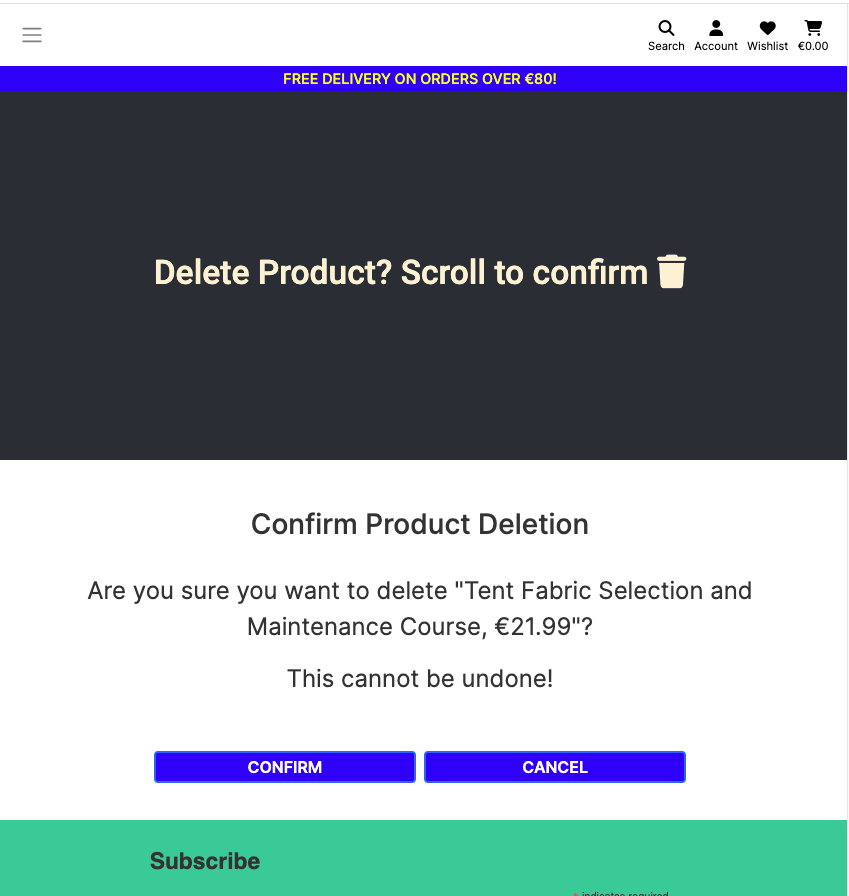 Search Account Wishlist €0.00
FREE DELIVERY ON ORDERS OVER €80!
Delete Product? Scroll to confirm
Confirm Product Deletion
Are you sure you want to delete "Tent Fabric Selection and
Maintenance Course, €21.99"?
This cannot be undone!
CONFIRM CANCEL
Subscribe
* indicates required